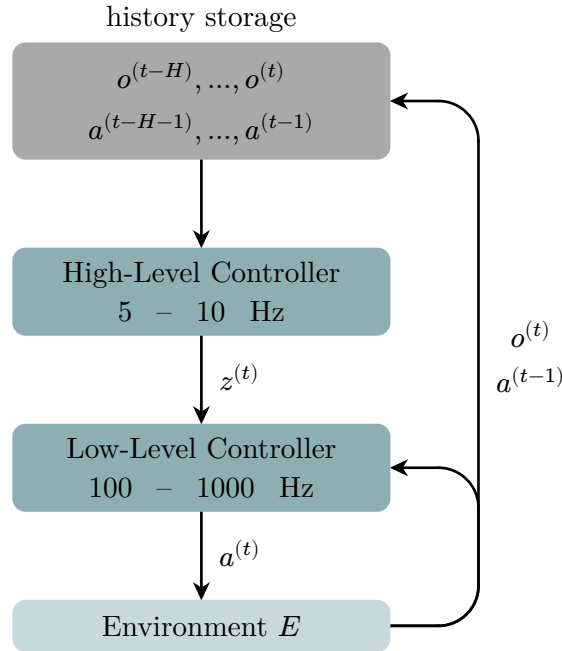 history storage
o^(t−H), ..., o^(t)
a^(t−H−1), ..., a^(t−1)
High-Level Controller
5 – 10 Hz
z^(t)
o^(t)
a^(t−1)
Low-Level Controller
100 – 1000 Hz
a^(t)
Environment E